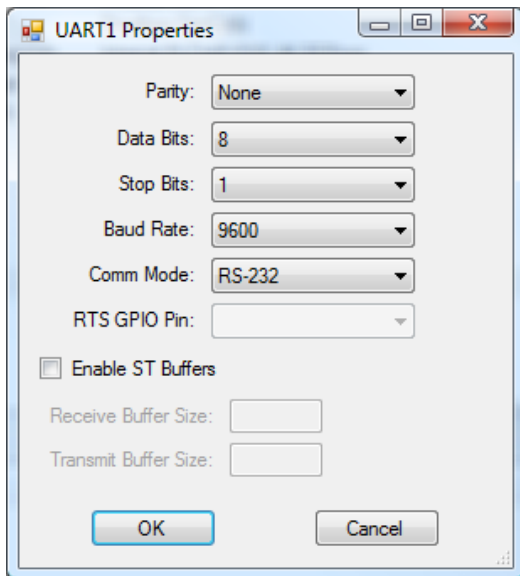 UART1 Properties
Parity: None
Data Bits: 8
Stop Bits: 1
Baud Rate: 9600
Comm Mode: RS-232
RTS GPIO Pin:
Enable ST Buffers
Receive Buffer Size:
Transmit Buffer Size:
OK Cancel